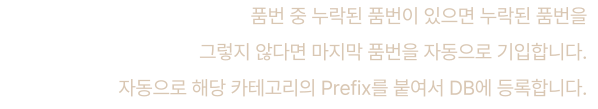 품번 중 누락된 품번이 있으면 누락된 품번을
그렇지 않다면 마지막 품번을 자동으로 기입합니다.
자동으로 해당 카테고리의 Prefix를 붙여서 DB에 등록합니다.